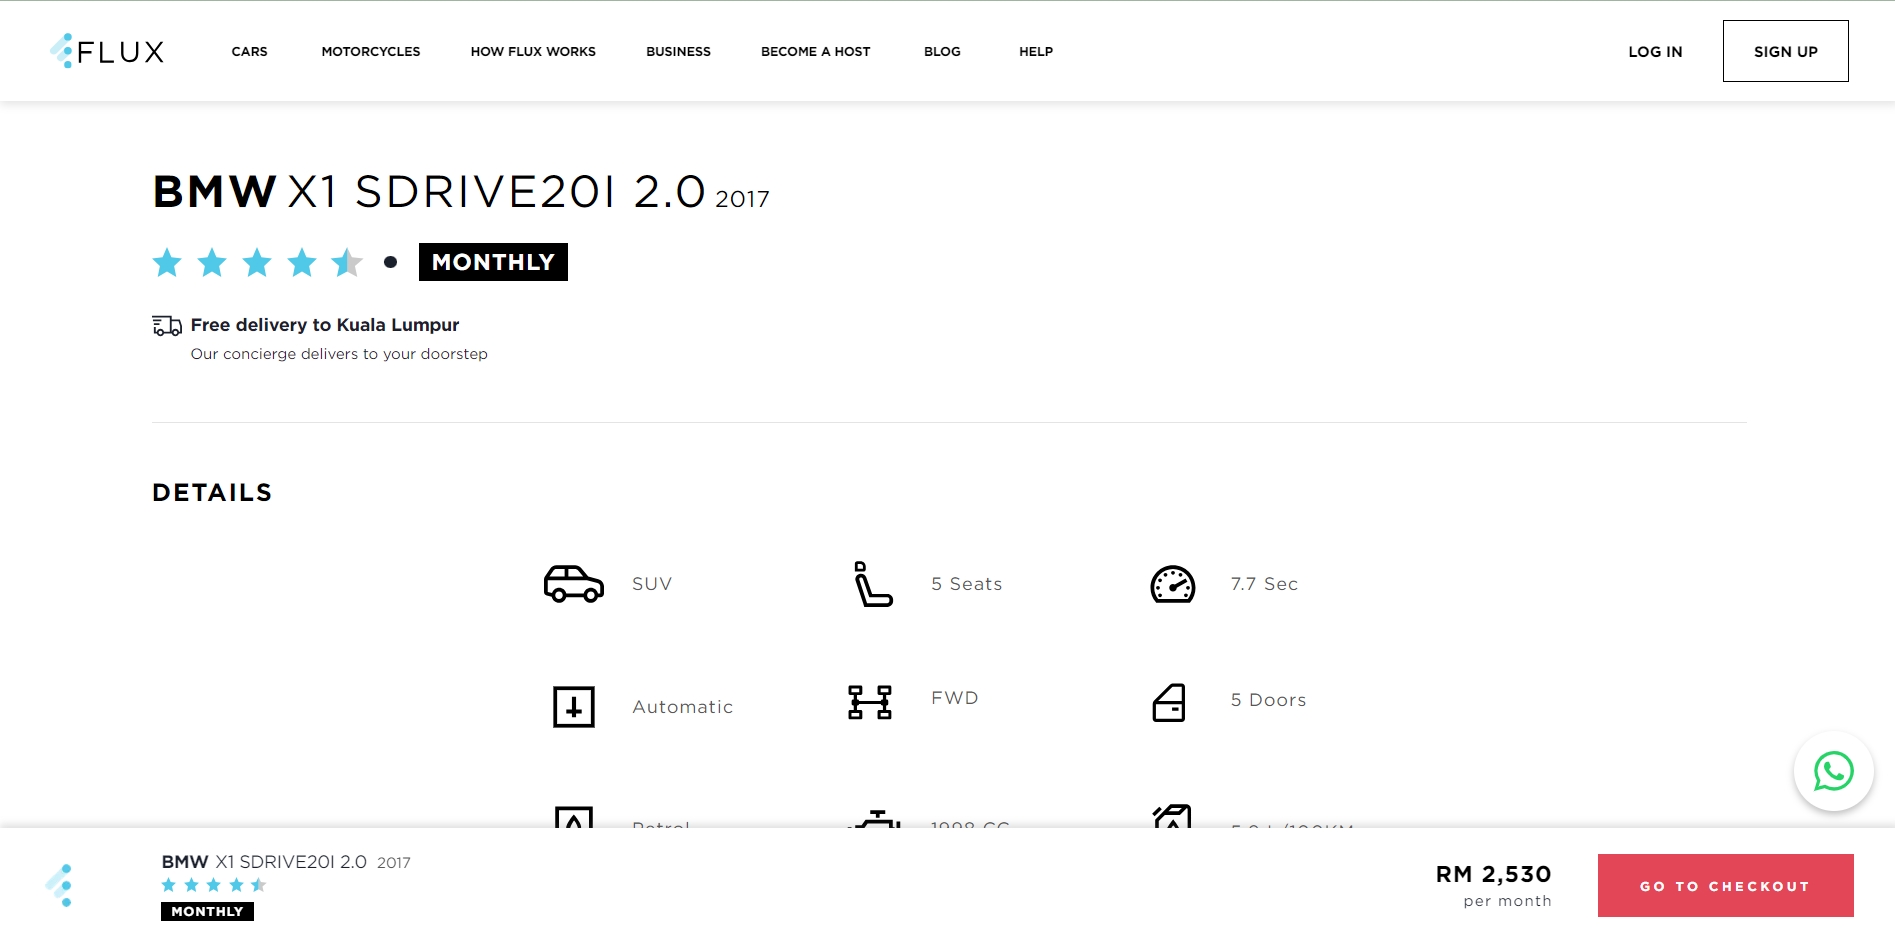 FLUX CARS MOTORCYCLES HOW FLUX WORKS BUSINESS BECOME A HOST BLOG HELP LOG IN SIGN UP
BMW X1 SDRIVE20I 2.0 2017
MONTHLY
Free delivery to Kuala Lumpur
Our concierge delivers to your doorstep
DETAILS
SUV 5 Seats 7.7 Sec
Automatic FWD 5 Doors
Petrol 1998 CC
BMW X1 SDRIVE20I 2.0 2017
MONTHLY
RM 2,530
per month
GO TO CHECKOUT